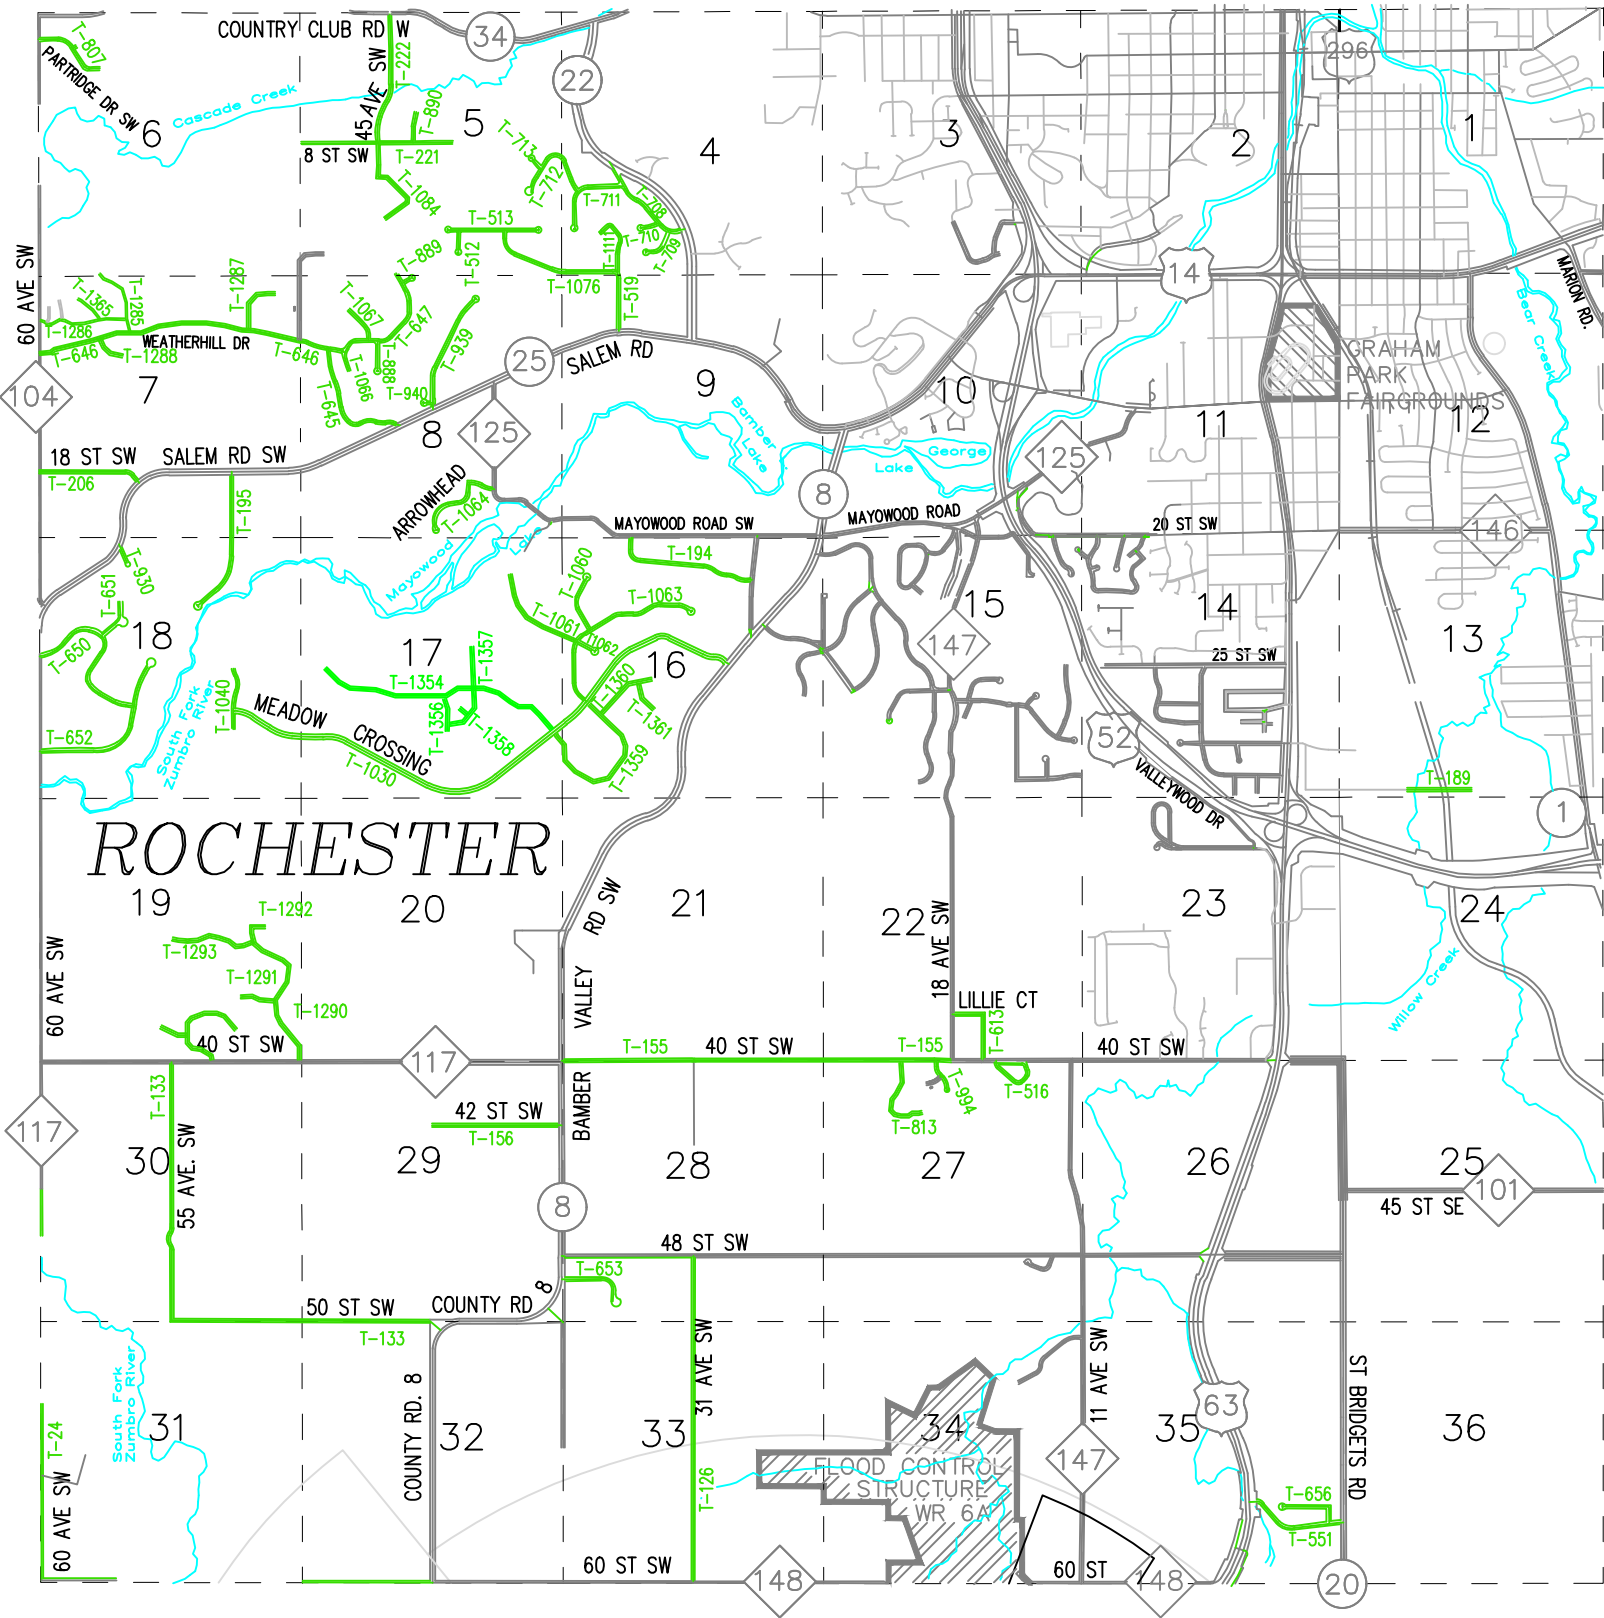 COUNTRY CLUB RD W
34
296
T-807
PARTRIDGE DR SW
45 AVE SW
T-222
22
Cascade Creek
T-890
6
5
4
3
2
1
8 ST SW
T-221
T-713
T-712
T-711
T-708
T-1084
T-513
T-710
T-709
T-1111
T-512
T-889
60 AVE SW
T-1287
T-1076
T-519
14
MARION RD.
T-1365
T-1285
T-1067
T-647
T-939
Bear Creek
T-1286
WEATHERHILL DR
T-646
T-1288
T-646
T-888
T-1066
25
SALEM RD
GRAHAM
PARK
FAIRGROUNDS
104
7
T-645
T-940
8
9
10
11
12
125
Bamber
Lake
18 ST SW
SALEM RD SW
T-206
T-195
ARROWHEAD
T-1064
Lake George
125
8
MAYOWOOD ROAD SW
MAYOWOOD ROAD
20 ST SW
146
Mayowood Lake
T-930
T-651
T-194
T-1060
T-1063
T-1061
T-1062
15
14
13
18
17
16
147
T-650
T-1357
25 ST SW
T-1354
T-1360
T-1040
MEADOW CROSSING
T-1356
T-1358
T-1361
T-1359
T-652
South Fork
Zumbro River
T-1030
52
VALLEYWOOD DR
T-189
1
ROCHESTER
19
20
21
22
23
24
RD SW
T-1292
T-1293
T-1291
T-1290
60 AVE SW
VALLEY
18 AVE SW
LILLIE CT
T-613
Willow Creek
40 ST SW
117
T-155
40 ST SW
T-155
40 ST SW
T-133
BAMBER
T-994
T-516
T-813
117
42 ST SW
T-156
30
29
28
27
26
25
55 AVE. SW
101
45 ST SE
8
48 ST SW
T-653
50 ST SW
COUNTY RD 8
T-133
31 AVE SW
11 AVE SW
ST BRIDGETS RD
South Fork
Zumbro River
COUNTY RD. 8
63
T-24
31
32
33
34
35
36
147
FLOOD CONTROL
STRUCTURE
WR 6A
60 AVE SW
T-126
T-656
T-551
60 ST SW
148
60 ST
148
20